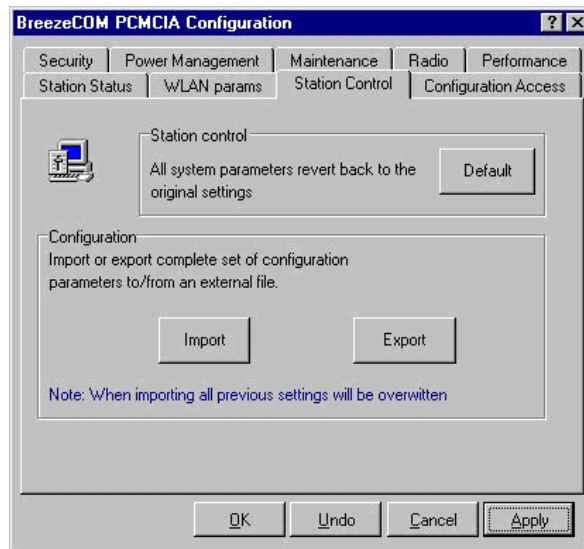 BreezeCOM PCMCIA Configuration
Security
Power Management
Maintenance
Radio
Performance
Station Status
WLAN params
Station Control
Configuration Access
Station control
All system parameters revert back to the
original settings
Default
Configuration
Import or export complete set of configuration
parameters to/from an external file.
Import
Export
Note: When importing all previous settings will be overwitten
OK
Undo
Cancel
Apply